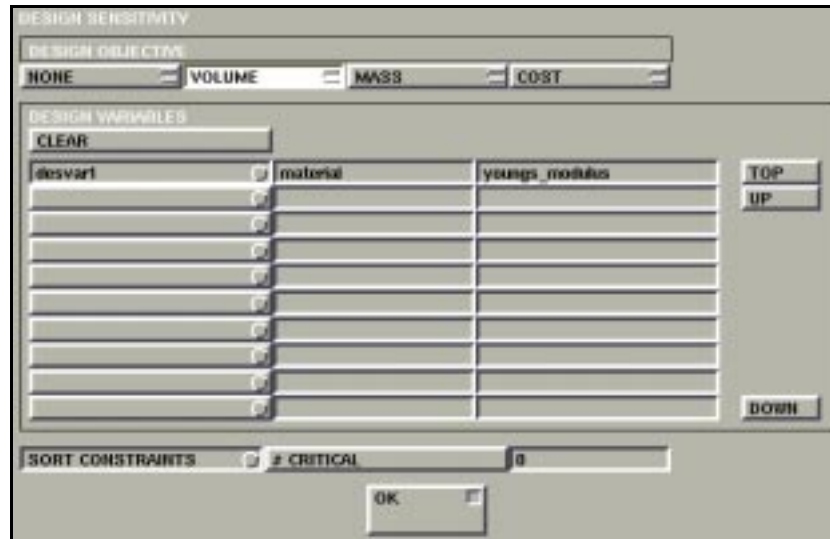 DESIGN SENSITIVITY
DESIGN OBJECTIVE
NONE VOLUME MASS COST
DESIGN VARIABLES
CLEAR
desvar1 material youngs_modulus TOP
UP
DOWN
SORT CONSTRAINTS # CRITICAL 0
OK